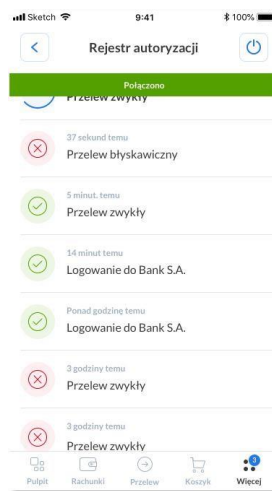 Sketch 9:41 100%
Rejestr autoryzacji
Połączono
Przelew zwykły
37 sekund temu
Przelew błyskawiczny
5 minut. temu
Przelew zwykły
14 minut temu
Logowanie do Bank S.A.
Ponad godzinę temu
Logowanie do Bank S.A.
3 godziny temu
Przelew zwykły
3 godziny temu
Przelew zwykły
3
Pulpit Rachunki Przelew Koszyk Więcej